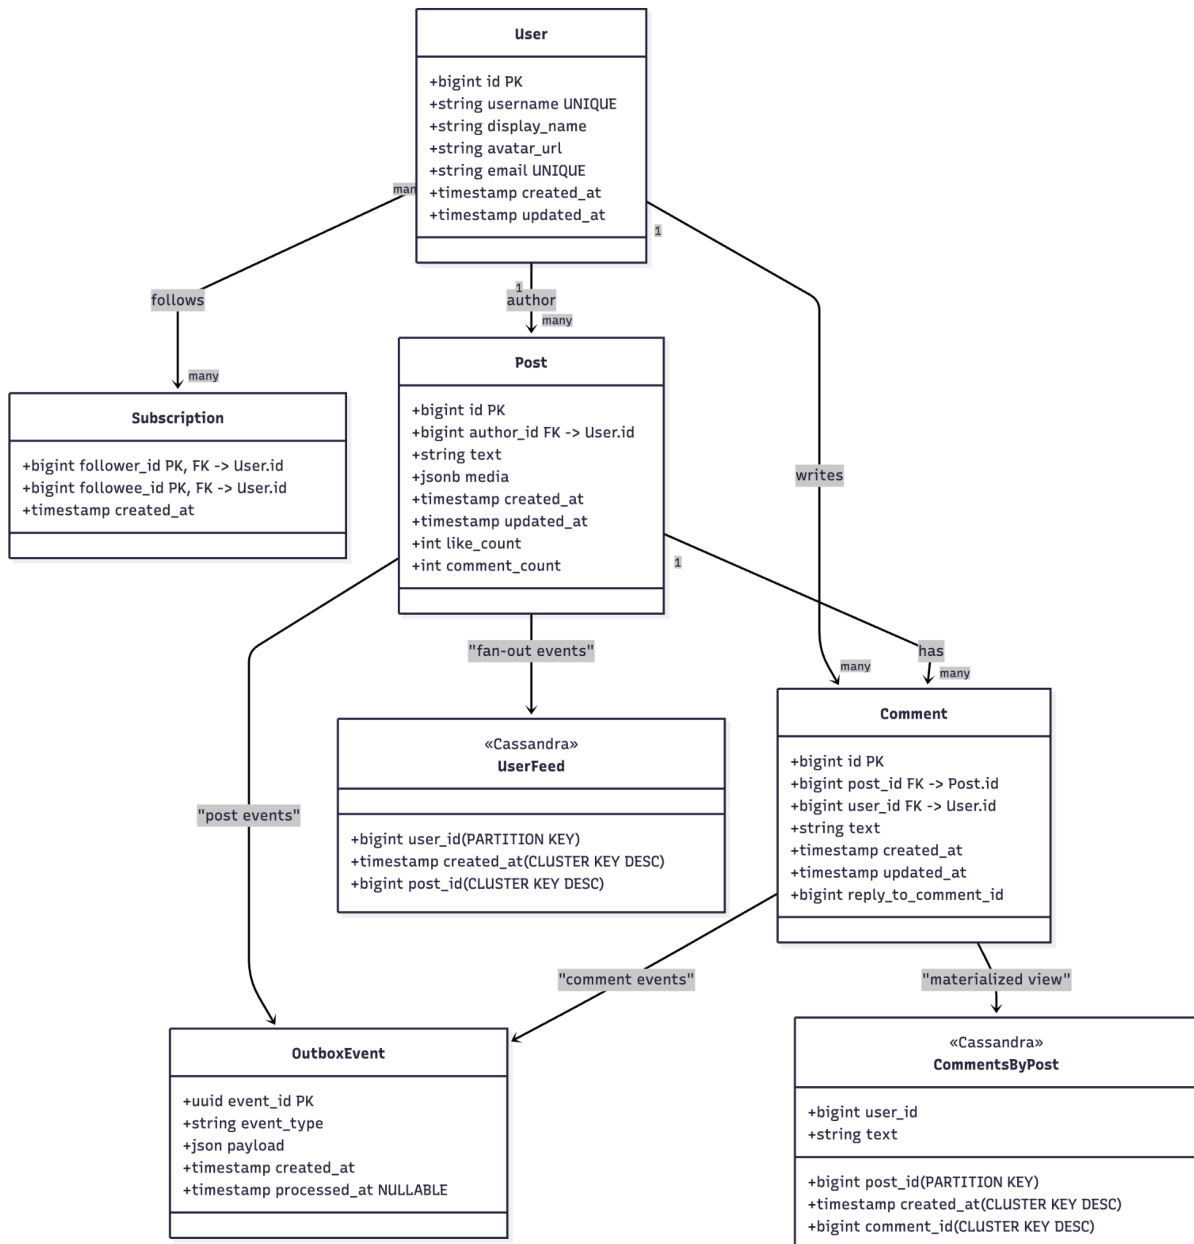 User
+bigint id PK
+string username UNIQUE
+string display_name
+string avatar_url
+string email UNIQUE
+timestamp created_at
+timestamp updated_at
man
1
follows
1
author
many
many
Subscription
+bigint follower_id PK, FK -> User.id
+bigint followee_id PK, FK -> User.id
+timestamp created_at
Post
+bigint id PK
+bigint author_id FK -> User.id
+string text
+jsonb media
+timestamp created_at
+timestamp updated_at
+int like_count
+int comment_count
writes
1
"fan-out events"
has
many
many
«Cassandra»
UserFeed
+bigint user_id(PARTITION KEY)
+timestamp created_at(CLUSTER KEY DESC)
+bigint post_id(CLUSTER KEY DESC)
Comment
+bigint id PK
+bigint post_id FK -> Post.id
+bigint user_id FK -> User.id
+string text
+timestamp created_at
+timestamp updated_at
+bigint reply_to_comment_id
"post events"
"comment events"
"materialized view"
OutboxEvent
+uuid event_id PK
+string event_type
+json payload
+timestamp created_at
+timestamp processed_at NULLABLE
«Cassandra»
CommentsByPost
+bigint user_id
+string text
+bigint post_id(PARTITION KEY)
+timestamp created_at(CLUSTER KEY DESC)
+bigint comment_id(CLUSTER KEY DESC)